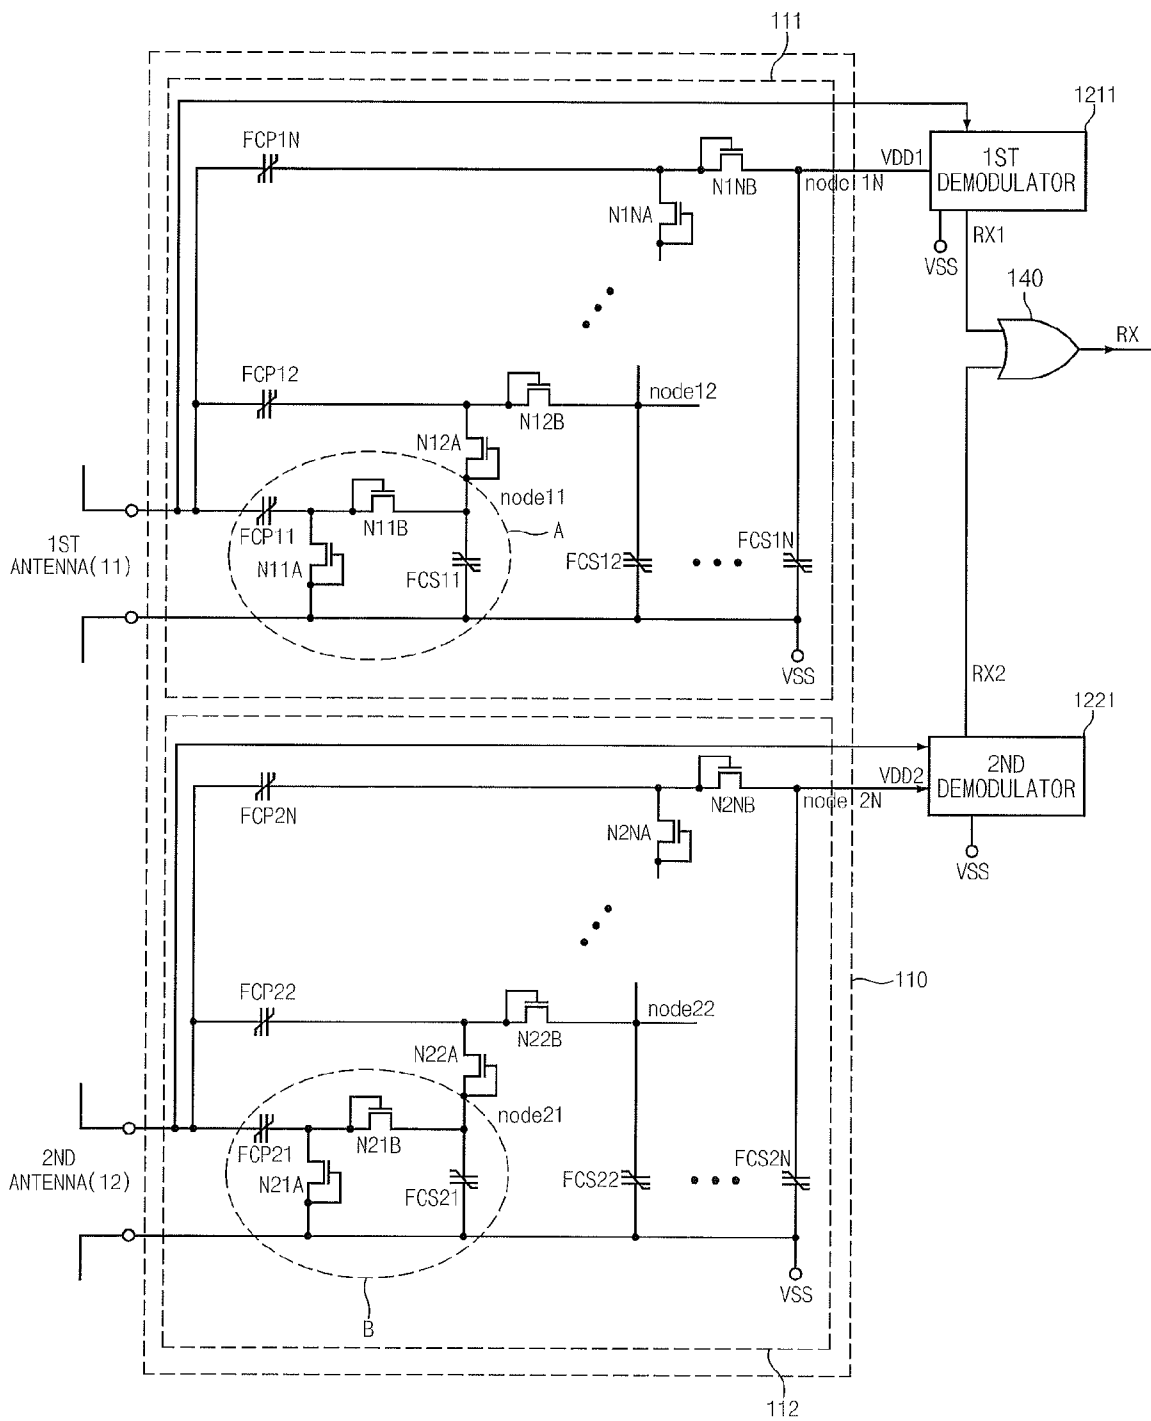 111
1211
FCP1N
VDD1
1ST
DEMODULATOR
N1NB
node 1N
N1NA
RX1
VSS
140
RX
FCP12
node12
N12B
N12A
node11
FCP11
N11B
A
1ST
ANTENNA(11)
N11A
FCS11
FCS12
FCS1N
VSS
RX2
1221
FCP2N
VDD2
2ND
DEMODULATOR
N2NB
node 2N
N2NA
VSS
110
FCP22
node22
N22B
N22A
node21
FCP21
N21B
2ND
ANTENNA(12)
N21A
FCS21
FCS22
FCS2N
VSS
B
112